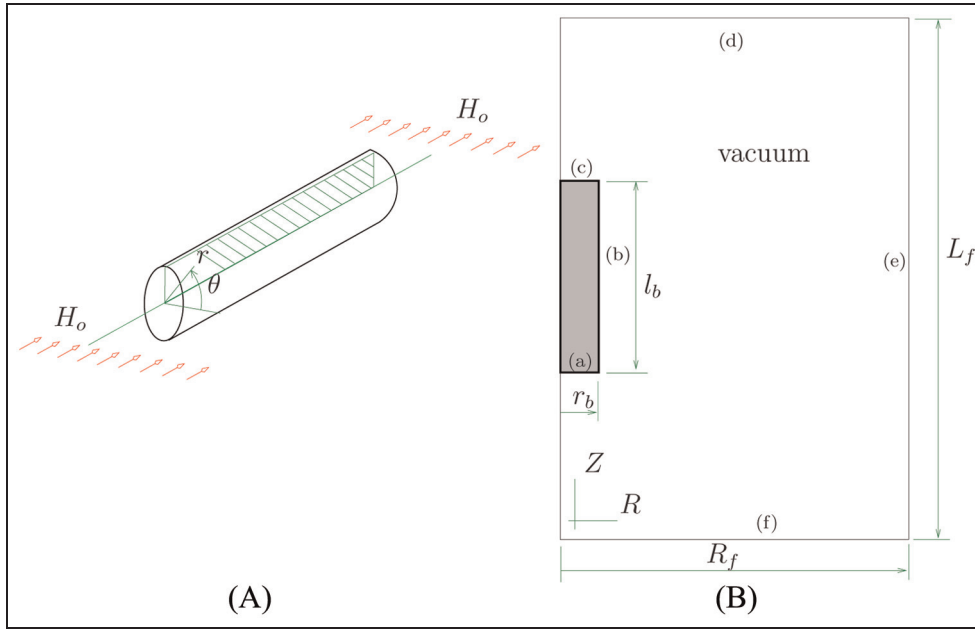 H_o
r
θ
H_o
(A)
(d)
vacuum
(c)
(b)
(e)
L_f
l_b
(a)
r_b
Z
R
(f)
R_f
(B)